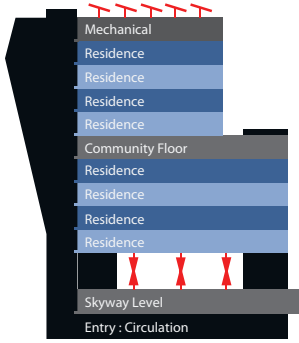 Mechanical
Residence
Residence
Residence
Residence
Community Floor
Residence
Residence
Residence
Residence
Skyway Level
Entry : Circulation